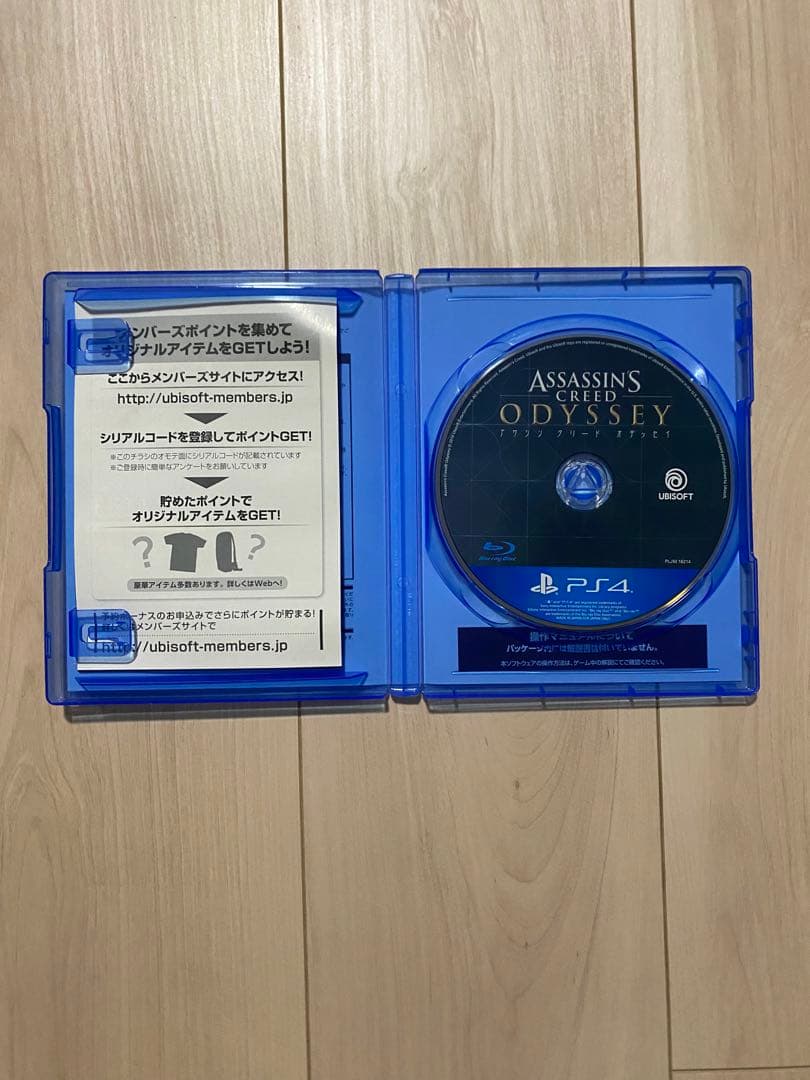 メンバーズポイントを集めて
オリジナルアイテムをGETしよう!
ここからメンバーズサイトにアクセス!
http://ubisoft-members.jp
シリアルコードを登録してポイントGET!
※このチラシのオモテ面にシリアルコードが記載されています
※ご登録時に簡単なアンケートをお願いしています
貯めたポイントで
オリジナルアイテムをGET!
? ?
豪華アイテム多数あります。詳しくはWebへ!
予約ボーナスのお申込みでさらにポイントが貯まる!
詳しくはメンバーズサイトで
http://ubisoft-members.jp
ASSASSIN'S
CREED
ODYSSEY
アサシン クリード オデッセイ
UBISOFT
Blu-ray Disc
PLJM 16214
PS4
操作マニュアルについて
パッケージ内には解説書は付いていません。
本ソフトウェアの操作方法は、ゲーム中の解説にてご確認ください。